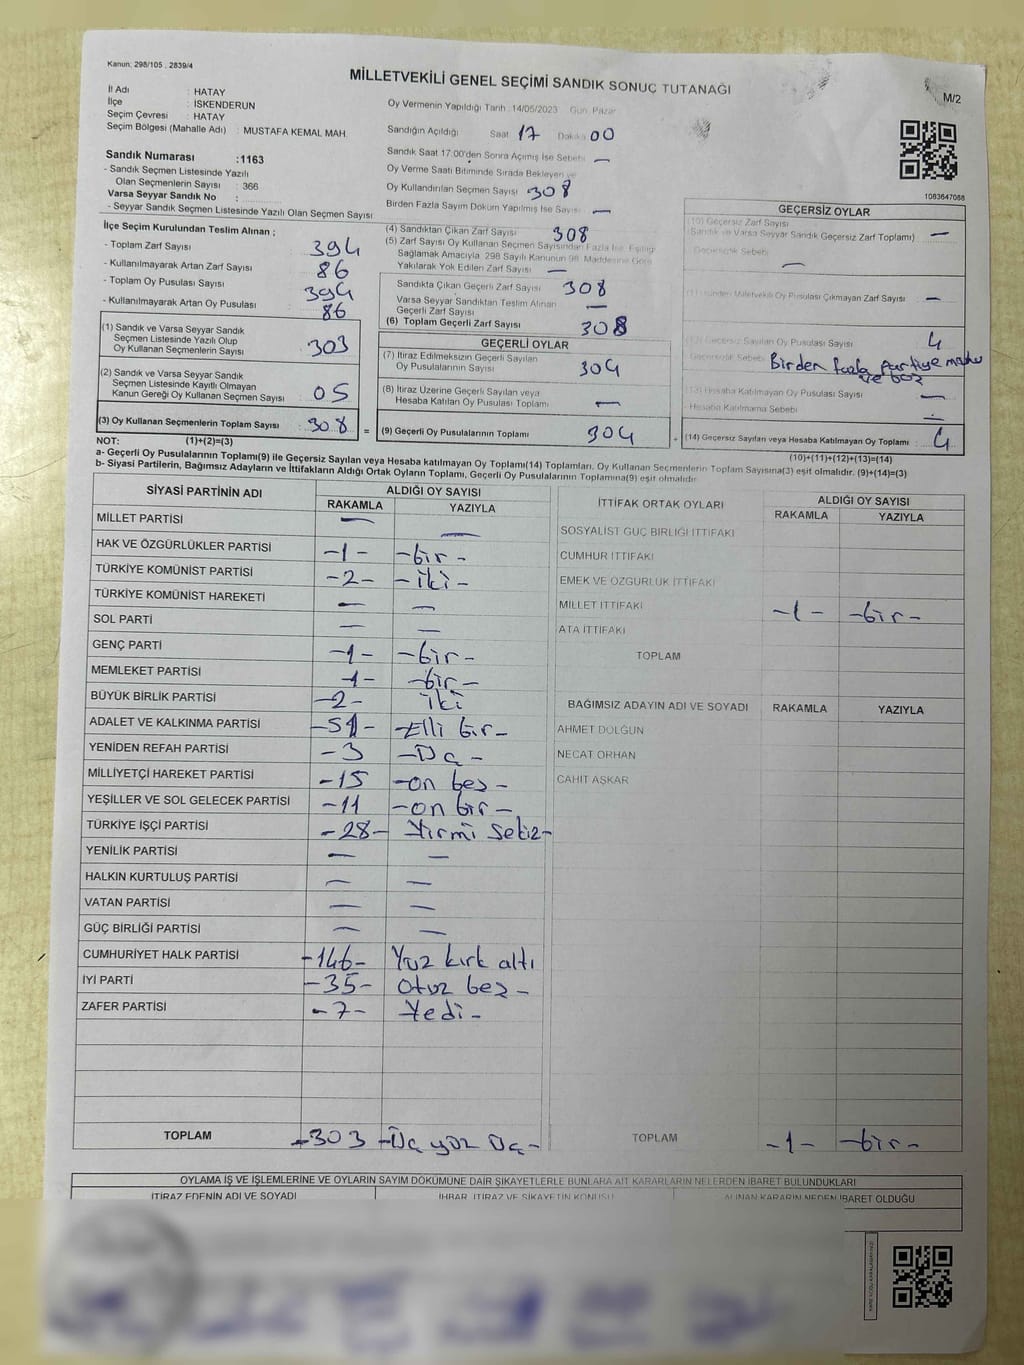 Kanun: 298/105 , 2839/4
MİLLETVEKİLİ GENEL SEÇİMİ SANDIK SONUÇ TUTANAĞI
M/2
İl Adı : HATAY
İlçe : İSKENDERUN
Seçim Çevresi : HATAY
Seçim Bölgesi (Mahalle Adı) : MUSTAFA KEMAL MAH.
Sandık Numarası :1163
- Sandık Seçmen Listesinde Yazılı
Olan Seçmenlerin Sayısı : 366
Varsa Seyyar Sandık No :
- Seyyar Sandık Seçmen Listesinde Yazılı Olan Seçmen Sayısı
Oy Vermenin Yapıldığı Tarih 14/05/2023 Gün Pazar
Sandığın Açıldığı Saat 17 Dakika 00
Sandık Saat 17:00'den Sonra Açılmış İse Sebebi —
Oy Verme Saati Bitiminde Sırada Bekleyen ve
Oy Kullandırılan Seçmen Sayısı 308
Birden Fazla Sayım Döküm Yapılmış İse Sayısı —
1083647088
İlçe Seçim Kurulundan Teslim Alınan ;
- Toplam Zarf Sayısı 394
- Kullanılmayarak Artan Zarf Sayısı 86
- Toplam Oy Pusulası Sayısı 394
- Kullanılmayarak Artan Oy Pusulası 86
(1) Sandık ve Varsa Seyyar Sandık
Seçmen Listesinde Yazılı Olup
Oy Kullanan Seçmenlerin Sayısı 303
(2) Sandık ve Varsa Seyyar Sandık
Seçmen Listesinde Kayıtlı Olmayan
Kanun Gereği Oy Kullanan Seçmen Sayısı 05
(3) Oy Kullanan Seçmenlerin Toplam Sayısı : 308
(4) Sandıktan Çıkan Zarf Sayısı 308
(5) Zarf Sayısı Oy Kullanan Seçmen Sayısından Fazla İse, Eşitliği
Sağlamak Amacıyla 298 Sayılı Kanunun 98. Maddesine Göre
Yakılarak Yok Edilen Zarf Sayısı —
Sandıkta Çıkan Geçerli Zarf Sayısı 308
Varsa Seyyar Sandıktan Teslim Alınan
Geçerli Zarf Sayısı —
(6) Toplam Geçerli Zarf Sayısı 308
GEÇERLİ OYLAR
(7) İtiraz Edilmeksizin Geçerli Sayılan
Oy Pusulalarının Sayısı 304
(8) İtiraz Üzerine Geçerli Sayılan veya
Hesaba Katılan Oy Pusulası Toplamı —
= (9) Geçerli Oy Pusulalarının Toplamı 304
GEÇERSİZ OYLAR
(10) Geçersiz Zarf Sayısı
(Sandık ve Varsa Seyyar Sandık Geçersiz Zarf Toplamı) —
Geçersizlik Sebebi —
(11) İçinden Milletvekili Oy Pusulası Çıkmayan Zarf Sayısı —
(12) Geçersiz Sayılan Oy Pusulası Sayısı 4
Geçersizlik Sebebi Birden fazla partiye mühür
ve boz
(13) Hesaba Katılmayan Oy Pusulası Sayısı —
Hesaba Katılmama Sebebi —
+ (14) Geçersiz Sayılan veya Hesaba Katılmayan Oy Toplamı : 4
NOT: (1)+(2)=(3)
(10)+(11)+(12)+(13)=(14)
a- Geçerli Oy Pusulalarının Toplamı(9) ile Geçersiz Sayılan veya Hesaba katılmayan Oy Toplamı(14) Toplamları, Oy Kullanan Seçmenlerin Toplam Sayısına(3) eşit olmalıdır. (9)+(14)=(3)
b- Siyasi Partilerin, Bağımsız Adayların ve İttifakların Aldığı Ortak Oyların Toplamı, Geçerli Oy Pusulalarının Toplamına(9) eşit olmalıdır.
SİYASİ PARTİNİN ADI ALDIĞI OY SAYISI
RAKAMLA YAZIYLA
MİLLET PARTİSİ — —
HAK VE ÖZGÜRLÜKLER PARTİSİ -1- -bir-
TÜRKİYE KOMÜNİST PARTİSİ -2- -iki-
TÜRKİYE KOMÜNİST HAREKETİ — —
SOL PARTİ — —
GENÇ PARTİ -1- -bir-
MEMLEKET PARTİSİ -1- -bir-
BÜYÜK BİRLİK PARTİSİ -2- iki
ADALET VE KALKINMA PARTİSİ -51- -Elli bir-
YENİDEN REFAH PARTİSİ -3 -Üç-
MİLLİYETÇİ HAREKET PARTİSİ -15 -on beş-
YEŞİLLER VE SOL GELECEK PARTİSİ -11 -on bir-
TÜRKİYE İŞÇİ PARTİSİ -28- Yirmi sekiz-
YENİLİK PARTİSİ — —
HALKIN KURTULUŞ PARTİSİ — —
VATAN PARTİSİ — —
GÜÇ BİRLİĞİ PARTİSİ — —
CUMHURİYET HALK PARTİSİ -146- Yüz kırk altı
İYİ PARTİ -35- Otuz beş-
ZAFER PARTİSİ -7- Yedi-
TOPLAM -303 -Üç yüz Üç-
İTTİFAK ORTAK OYLARI ALDIĞI OY SAYISI
RAKAMLA YAZIYLA
SOSYALİST GÜÇ BİRLİĞİ İTTİFAKI
CUMHUR İTTİFAKI
EMEK VE ÖZGÜRLÜK İTTİFAKI
MİLLET İTTİFAKI -1- -bir-
ATA İTTİFAKI
TOPLAM
BAĞIMSIZ ADAYIN ADI VE SOYADI RAKAMLA YAZIYLA
AHMET DOLGUN
NECAT ORHAN
CAHİT AŞKAR
TOPLAM -1- -bir-
OYLAMA İŞ VE İŞLEMLERİNE VE OYLARIN SAYIM DÖKÜMÜNE DAİR ŞİKAYETLERLE BUNLARA AİT KARARLARIN NELERDEN İBARET BULUNDUKLARI
İTİRAZ EDENİN ADI VE SOYADI İHBAR, İTİRAZ VE ŞİKAYETİN KONUSU ALINAN KARARIN NEDEN İBARET OLDUĞU